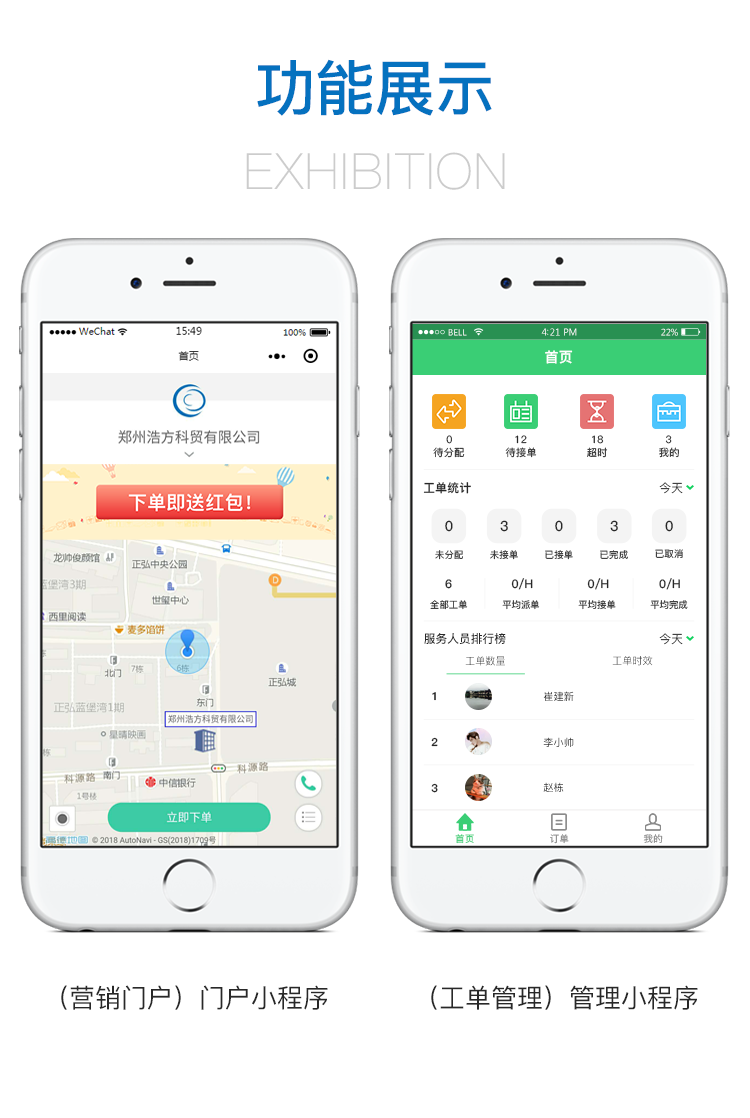 功能展示
EXHIBITION
WeChat 15:49 100%
首页
郑州浩方科贸有限公司
下单即送红包!
龙帅俊颜馆
正弘中央公园
蓝堡湾3期
D
世玺中心
西里阅读
麦多馅饼
北门
7栋
6栋
正弘城
东门
正弘蓝堡湾1期
郑州浩方科贸有限公司
星晴映画
科源路
南门
科源路
中信银行
1号楼
立即下单
高德地图 © 2018 AutoNavi - GS(2018)1709号
(营销门户)门户小程序
BELL 4:21 PM 22%
首页
0 12 18 3
待分配 待接单 超时 我的
工单统计 今天
0 3 0 3 0
未分配 未接单 已接单 已完成 已取消
6 0/H 0/H 0/H
全部工单 平均派单 平均接单 平均完成
服务人员排行榜 今天
工单数量 工单时效
1 崔建新
2 李小帅
3 赵栋
首页 订单 我的
(工单管理)管理小程序